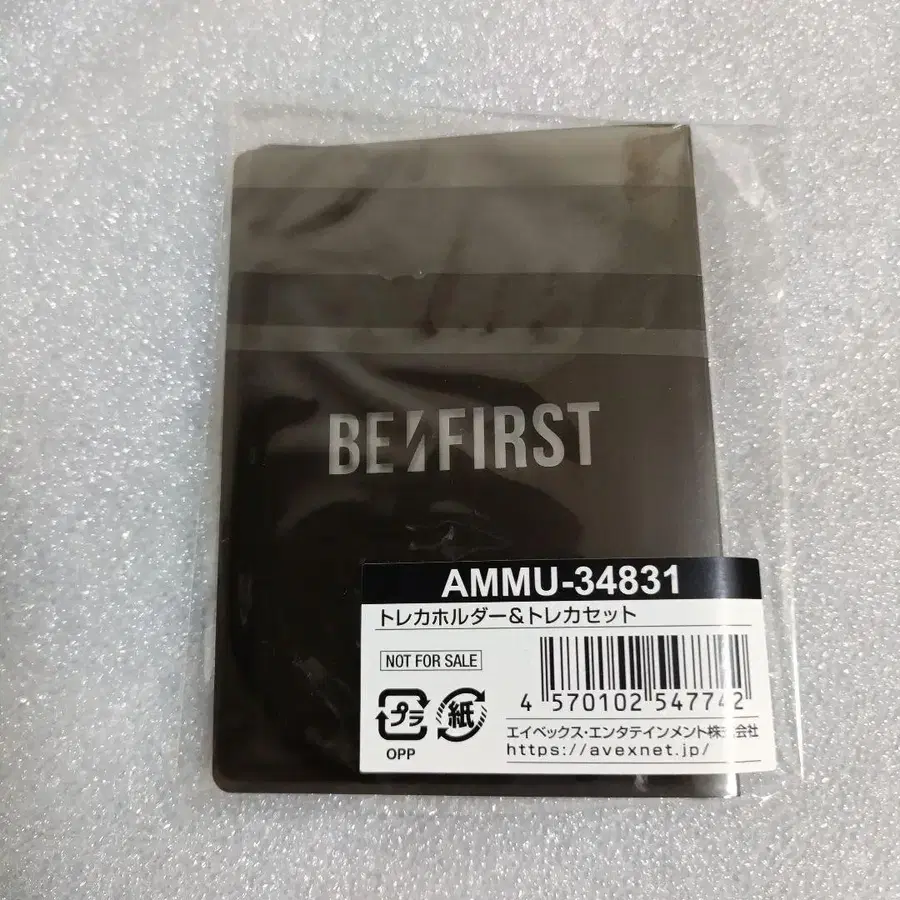 BE:FIRST
AMMU-34831
トレカホルダー&トレカセット
NOT FOR SALE
4 570102 547742
プラ
紙
OPP
エイベックス・エンタテインメント株式会社
https://avexnet.jp/